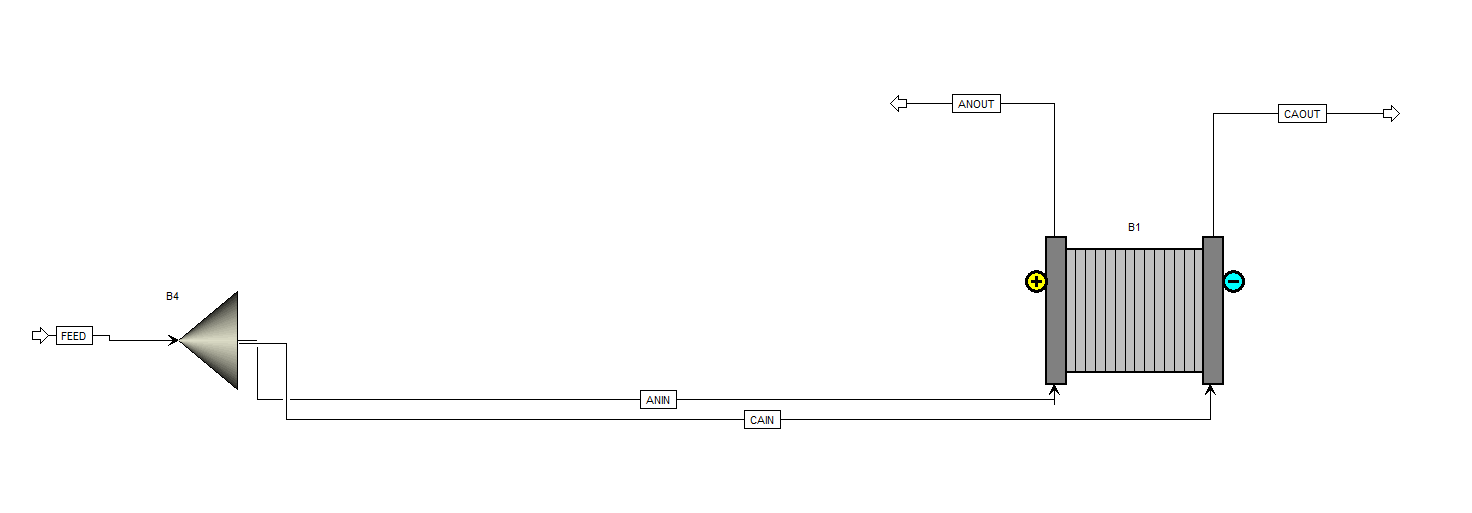 ANOUT
CAOUT
B1
B4
+
−
FEED
ANIN
CAIN